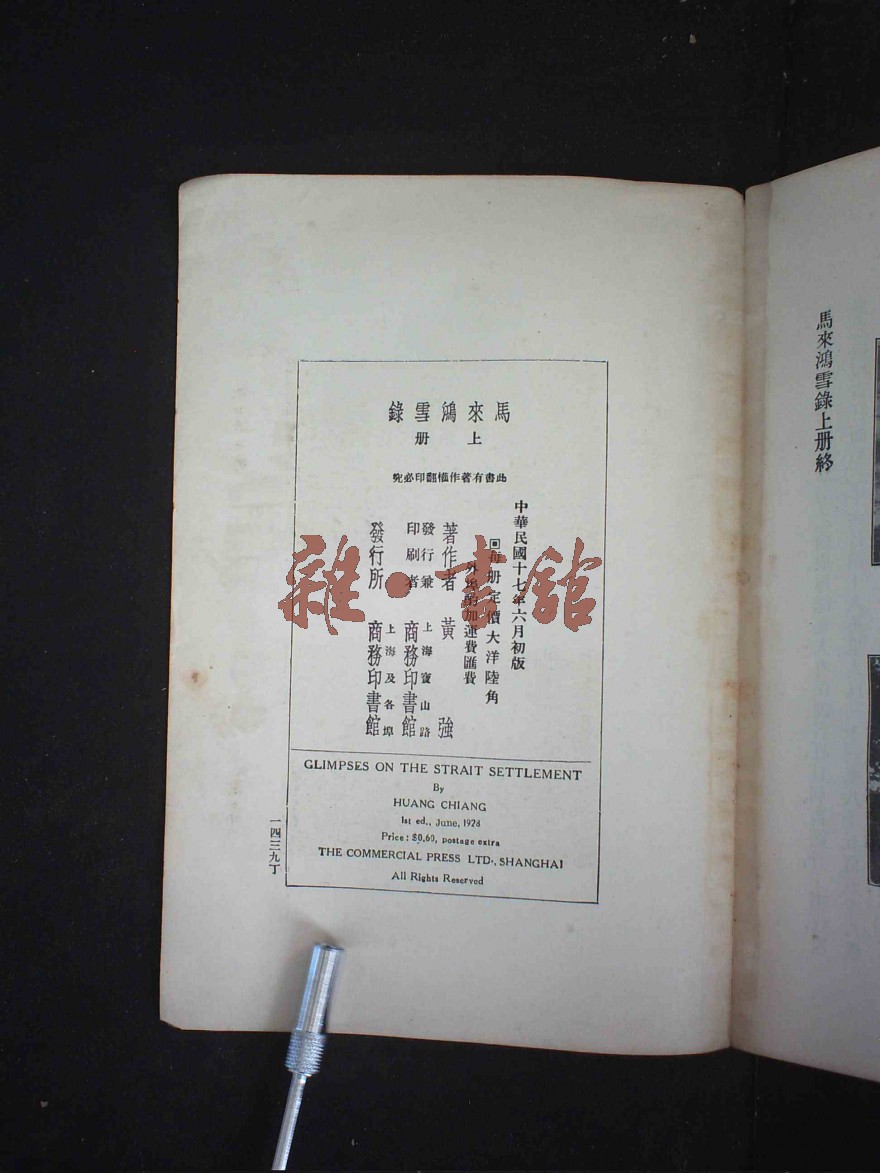 馬來鴻雪錄上册終
馬來鴻雪錄
上册
此書有著作權翻印必究
中華民國十七年六月初版
每册定價大洋陸角
外埠酌加運費匯費
著作者 黃強
發行兼印刷者 上海寶山路 商務印書館
發行所 上海及各埠 商務印書館
GLIMPSES ON THE STRAIT SETTLEMENT
By
HUANG CHIANG
1st ed., June, 1928
Price: $0.60, postage extra
THE COMMERCIAL PRESS LTD., SHANGHAI
All Rights Reserved
一四三九丁
雜·書館